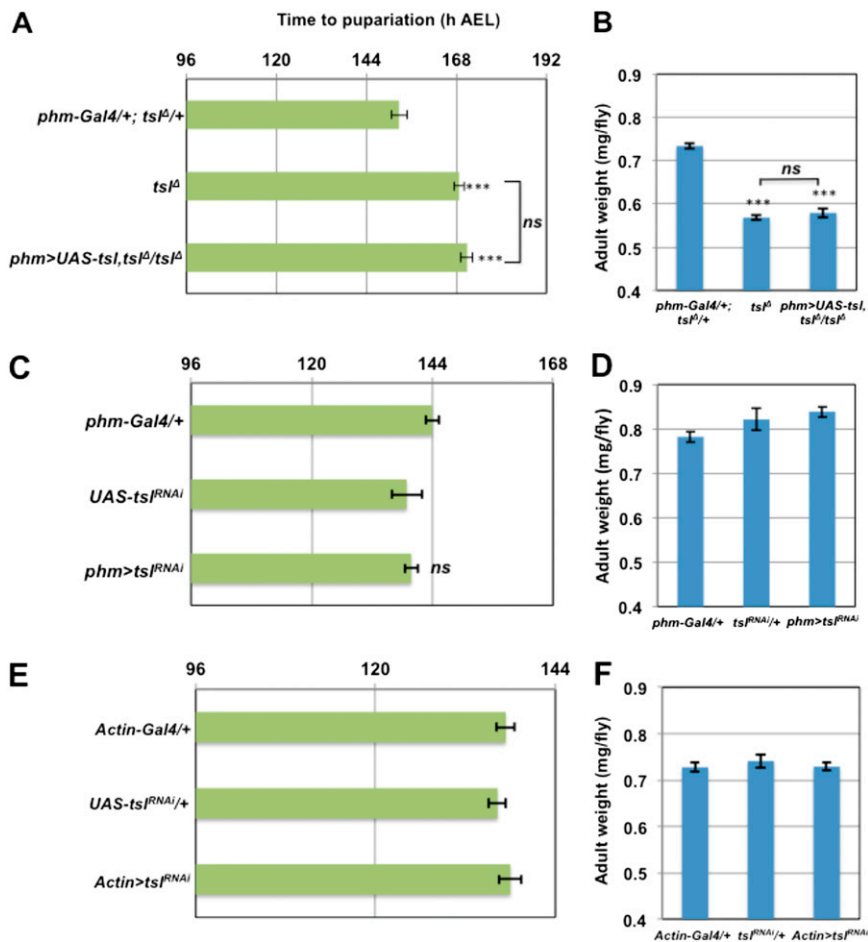 A
Time to pupariation (h AEL)
96 120 144 168 192
phm-Gal4/+; tslΔ/+
tslΔ
***
phm>UAS-tsl,tslΔ/tslΔ
***
ns
B
Adult weight (mg/fly)
0.9
0.8
0.7
0.6
0.5
0.4
ns
***
***
phm-Gal4/+; tslΔ/+
tslΔ
phm>UAS-tsl, tslΔ/tslΔ
C
96 120 144 168
phm-Gal4/+
UAS-tslRNAi
phm>tslRNAi
ns
D
Adult weight (mg/fly)
0.9
0.8
0.7
0.6
0.5
0.4
phm-Gal4/+ tslRNAi/+ phm>tslRNAi
E
96 120 144
Actin-Gal4/+
UAS-tslRNAi/+
Actin>tslRNAi
F
Adult weight (mg/fly)
0.9
0.8
0.7
0.6
0.5
0.4
Actin-Gal4/+ tslRNAi/+ Actin>tslRNAi